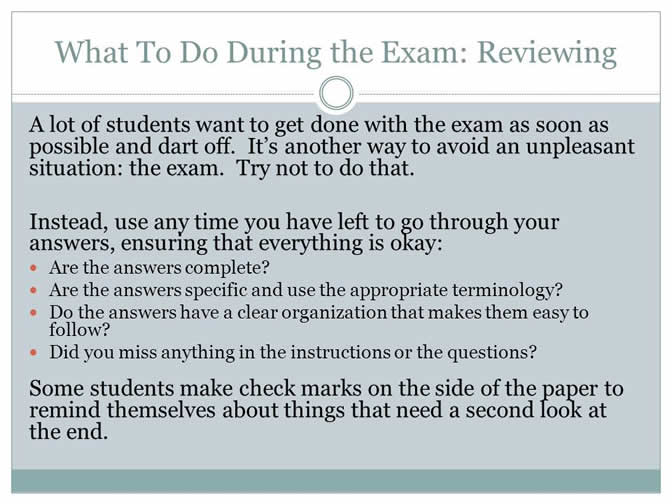 What To Do During the Exam: Reviewing
A lot of students want to get done with the exam as soon as
possible and dart off.  It's another way to avoid an unpleasant
situation: the exam.  Try not to do that.
Instead, use any time you have left to go through your
answers, ensuring that everything is okay:
• Are the answers complete?
• Are the answers specific and use the appropriate terminology?
• Do the answers have a clear organization that makes them easy to
follow?
• Did you miss anything in the instructions or the questions?
Some students make check marks on the side of the paper to
remind themselves about things that need a second look at
the end.